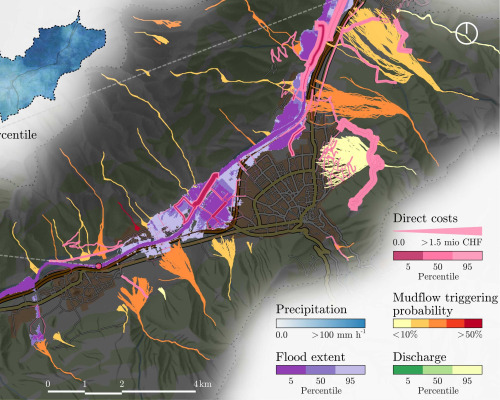 rcentile
Direct costs
0.0 >1.5 mio CHF
5 50 95
Percentile
Precipitation
0.0 >100 mm h⁻¹
Mudflow triggering
probability
<10% >50%
Flood extent
5 50 95
Percentile
Discharge
5 50 95
Percentile
0 1 2 4 km